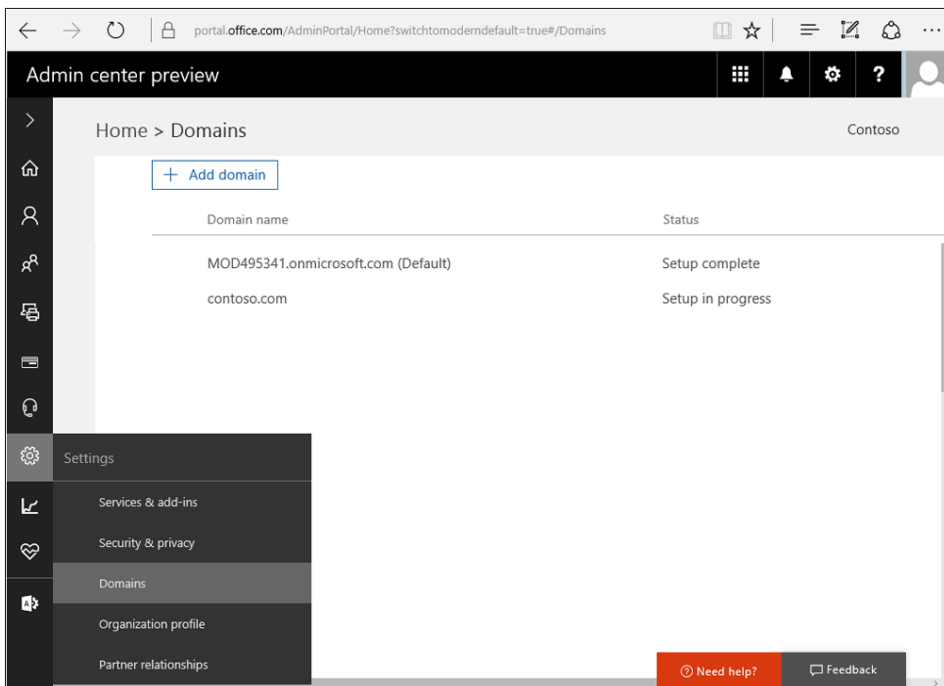 portal.office.com/AdminPortal/Home?switchtomoderndefault=true#/Domains
Admin center preview
Home > Domains
Contoso
+ Add domain
Domain name Status
MOD495341.onmicrosoft.com (Default) Setup complete
contoso.com Setup in progress
Settings
Services & add-ins
Security & privacy
Domains
Organization profile
Partner relationships
Need help?
Feedback